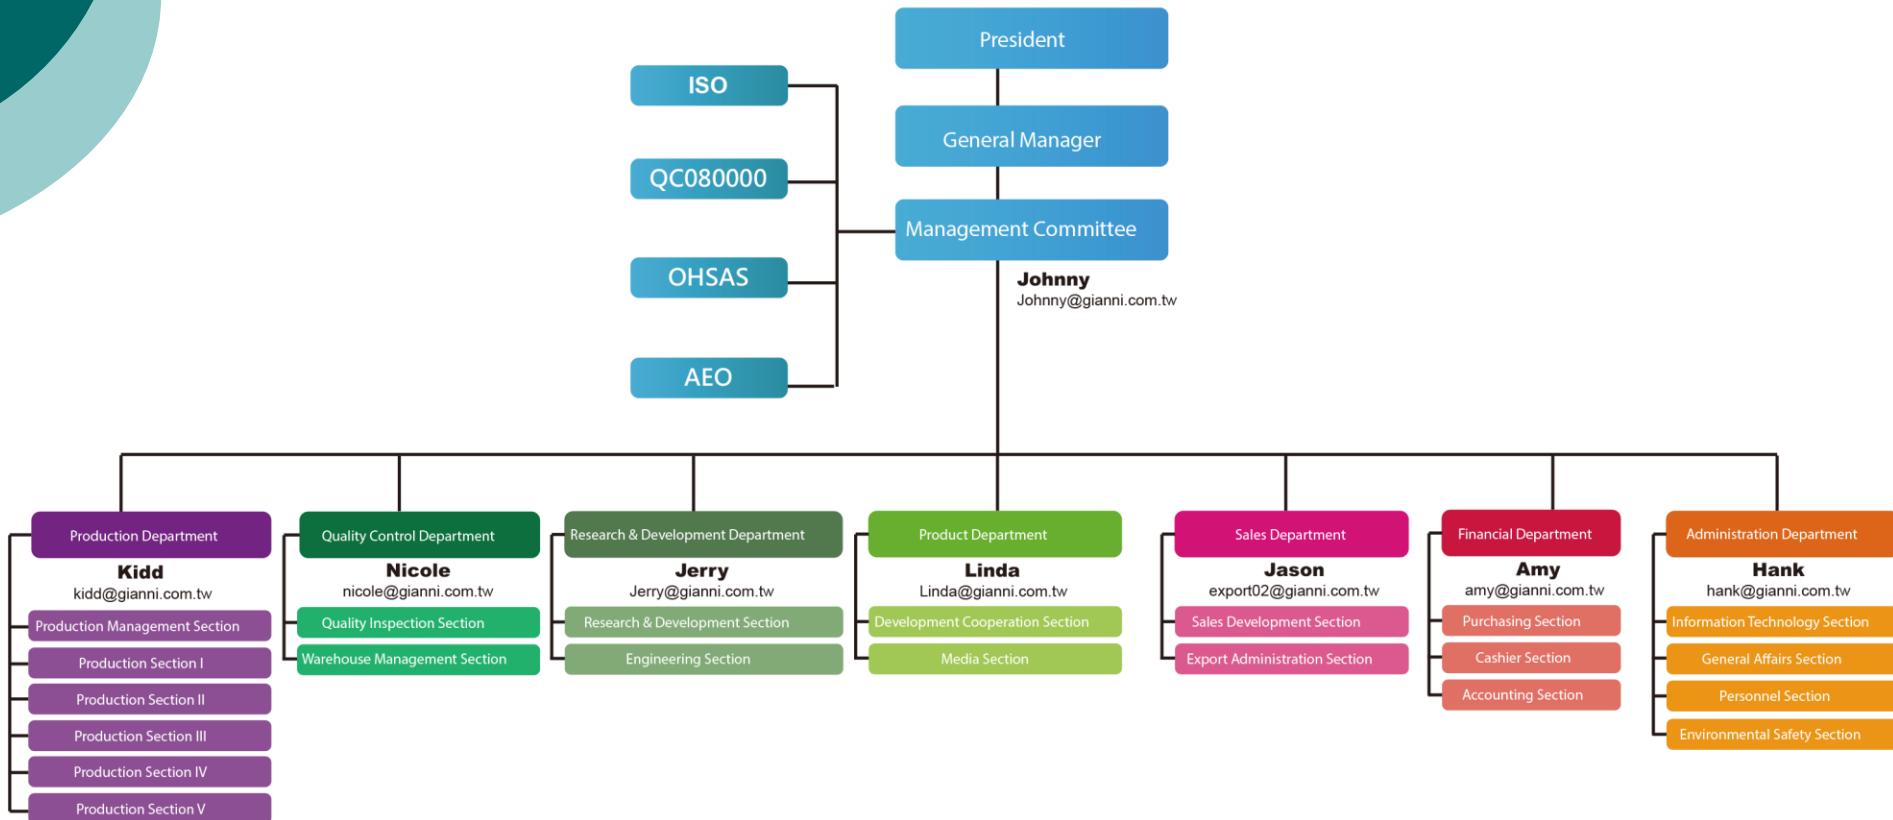 President
General Manager
Management Committee
Johnny
Johnny@gianni.com.tw
ISO
QC080000
OHSAS
AEO
Production Department
Kidd
kidd@gianni.com.tw
Production Management Section
Production Section I
Production Section II
Production Section III
Production Section IV
Production Section V
Quality Control Department
Nicole
nicole@gianni.com.tw
Quality Inspection Section
Warehouse Management Section
Research & Development Department
Jerry
Jerry@gianni.com.tw
Research & Development Section
Engineering Section
Product Department
Linda
Linda@gianni.com.tw
Development Cooperation Section
Media Section
Sales Department
Jason
export02@gianni.com.tw
Sales Development Section
Export Administration Section
Financial Department
Amy
amy@gianni.com.tw
Purchasing Section
Cashier Section
Accounting Section
Administration Department
Hank
hank@gianni.com.tw
Information Technology Section
General Affairs Section
Personnel Section
Environmental Safety Section